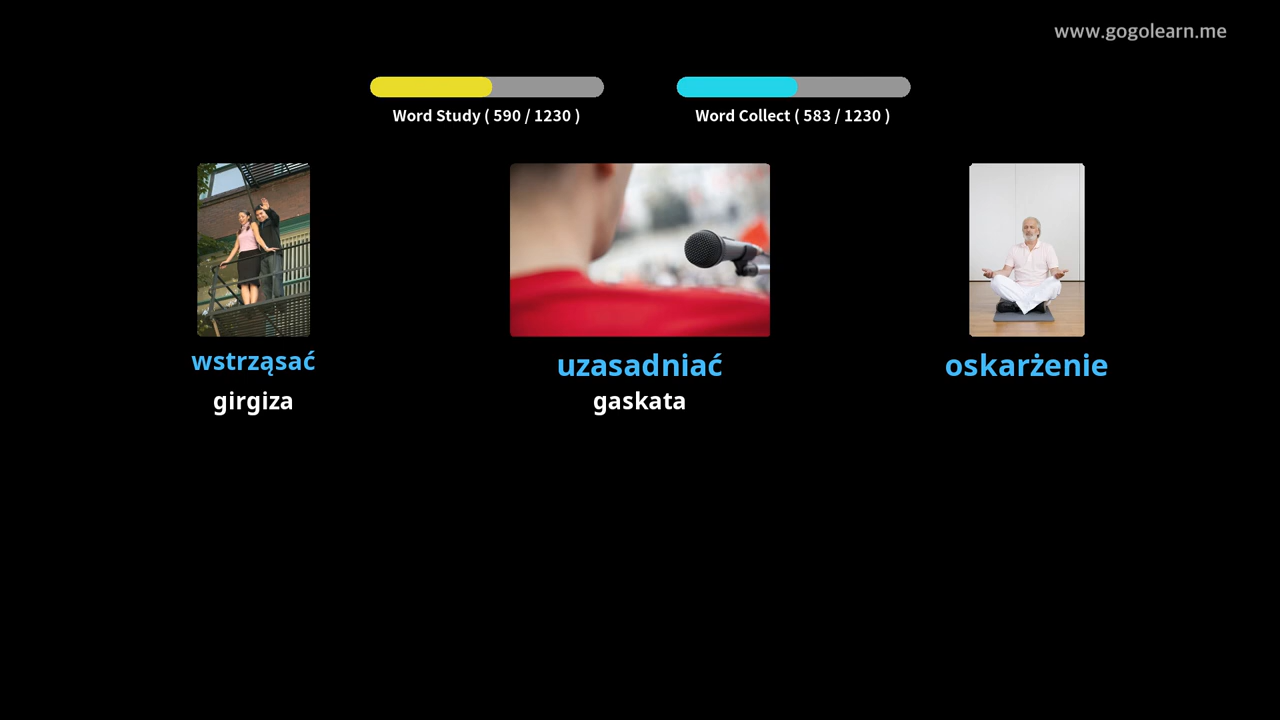 www.gogolearn.me
Word Study ( 590 / 1230 )
Word Collect ( 583 / 1230 )
wstrząsać
girgiza
uzasadniać
gaskata
oskarżenie